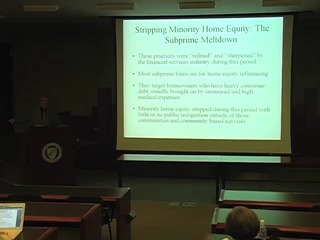 Stripping Minority Home Equity: The
Subprime Meltdown
• These practices were "refined" and "sharpened" by
the financial services industry during this period
• Most subprime loans are for home equity refinancing
• They target homeowners who have heavy consumer
debt, usually brought on by uninsured and high
medical expenses
• Minority home equity stripped during this period with
little or no public recognition outside of those
communities and community based activists